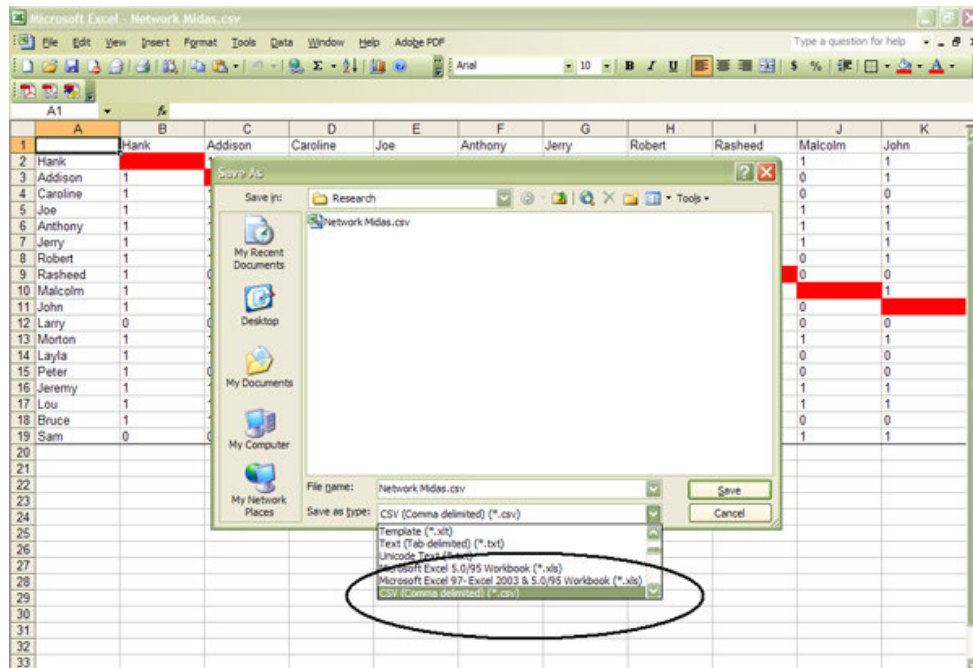 Microsoft Excel - Network Midas.csv
File Edit View Insert Format Tools Data Window Help Adobe PDF Type a question for help
Arial 10 B I U $ %
A1 fx
A B C D E F G H I J K
1 Hank Addison Caroline Joe Anthony Jerry Robert Rasheed Malcolm John
2 Hank 1 1
3 Addison 1 0 1
4 Caroline 1 0 0
5 Joe 1 1 1
6 Anthony 1 1 1
7 Jerry 1 1 1
8 Robert 1 0 1
9 Rasheed 1 0 0
10 Malcolm 1 1
11 John 1 0
12 Larry 0 0 0
13 Morton 1 1 1
14 Layla 1 0 0
15 Peter 1 0 0
16 Jeremy 1 1 1
17 Lou 1 1 1
18 Bruce 1 0 0
19 Sam 0 1 1
20
21
22
23
24
25
26
27
28
29
30
31
32
33
Save As
Save in: Research Tools
Network Midas.csv
My Recent
Documents
Desktop
My Documents
My Computer
My Network
Places
File name: Network Midas.csv Save
Save as type: CSV (Comma delimited) (*.csv) Cancel
Template (*.xlt)
Text (Tab delimited) (*.txt)
Unicode Text (*.txt)
Microsoft Excel 5.0/95 Workbook (*.xls)
Microsoft Excel 97- Excel 2003 & 5.0/95 Workbook (*.xls)
CSV (Comma delimited) (*.csv)